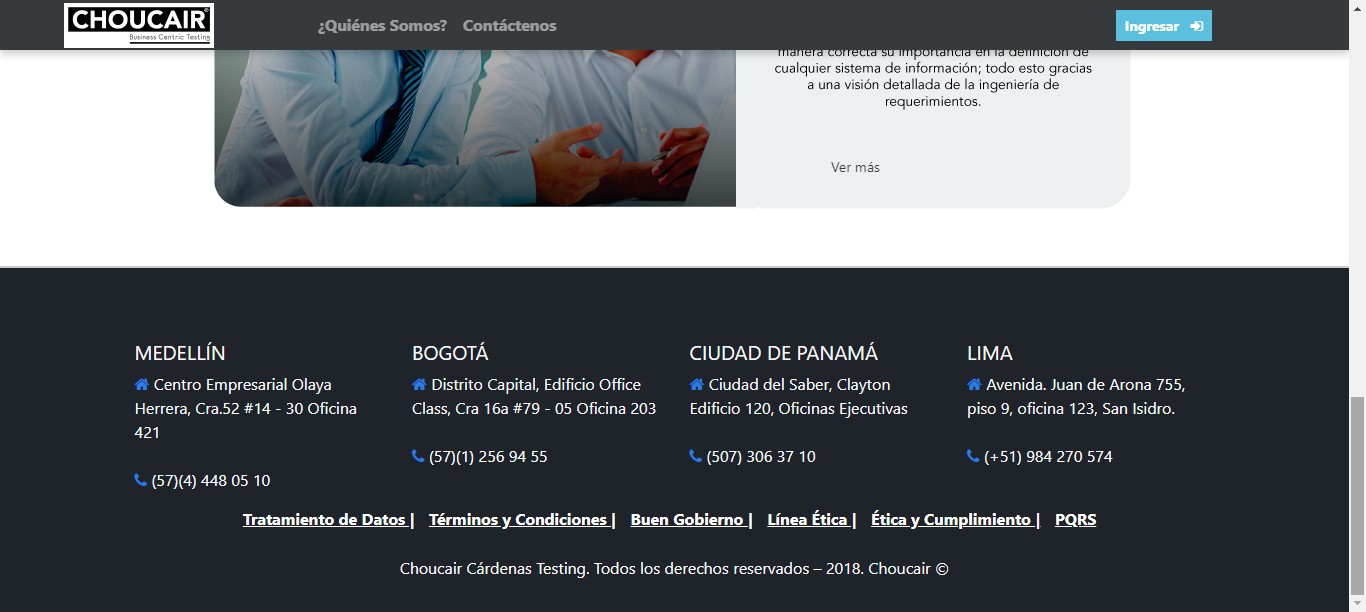 CHOUCAIR®
Business Centric Testing
¿Quiénes Somos? Contáctenos
Ingresar
manera correcta su importancia en la definición de
cualquier sistema de información; todo esto gracias
a una visión detallada de la ingeniería de
requerimientos.
Ver más
MEDELLÍN
Centro Empresarial Olaya
Herrera, Cra.52 #14 - 30 Oficina
421
(57)(4) 448 05 10
BOGOTÁ
Distrito Capital, Edificio Office
Class, Cra 16a #79 - 05 Oficina 203
(57)(1) 256 94 55
CIUDAD DE PANAMÁ
Ciudad del Saber, Clayton
Edificio 120, Oficinas Ejecutivas
(507) 306 37 10
LIMA
Avenida. Juan de Arona 755,
piso 9, oficina 123, San Isidro.
(+51) 984 270 574
Tratamiento de Datos | Términos y Condiciones | Buen Gobierno | Línea Ética | Ética y Cumplimiento | PQRS
Choucair Cárdenas Testing. Todos los derechos reservados – 2018. Choucair ©